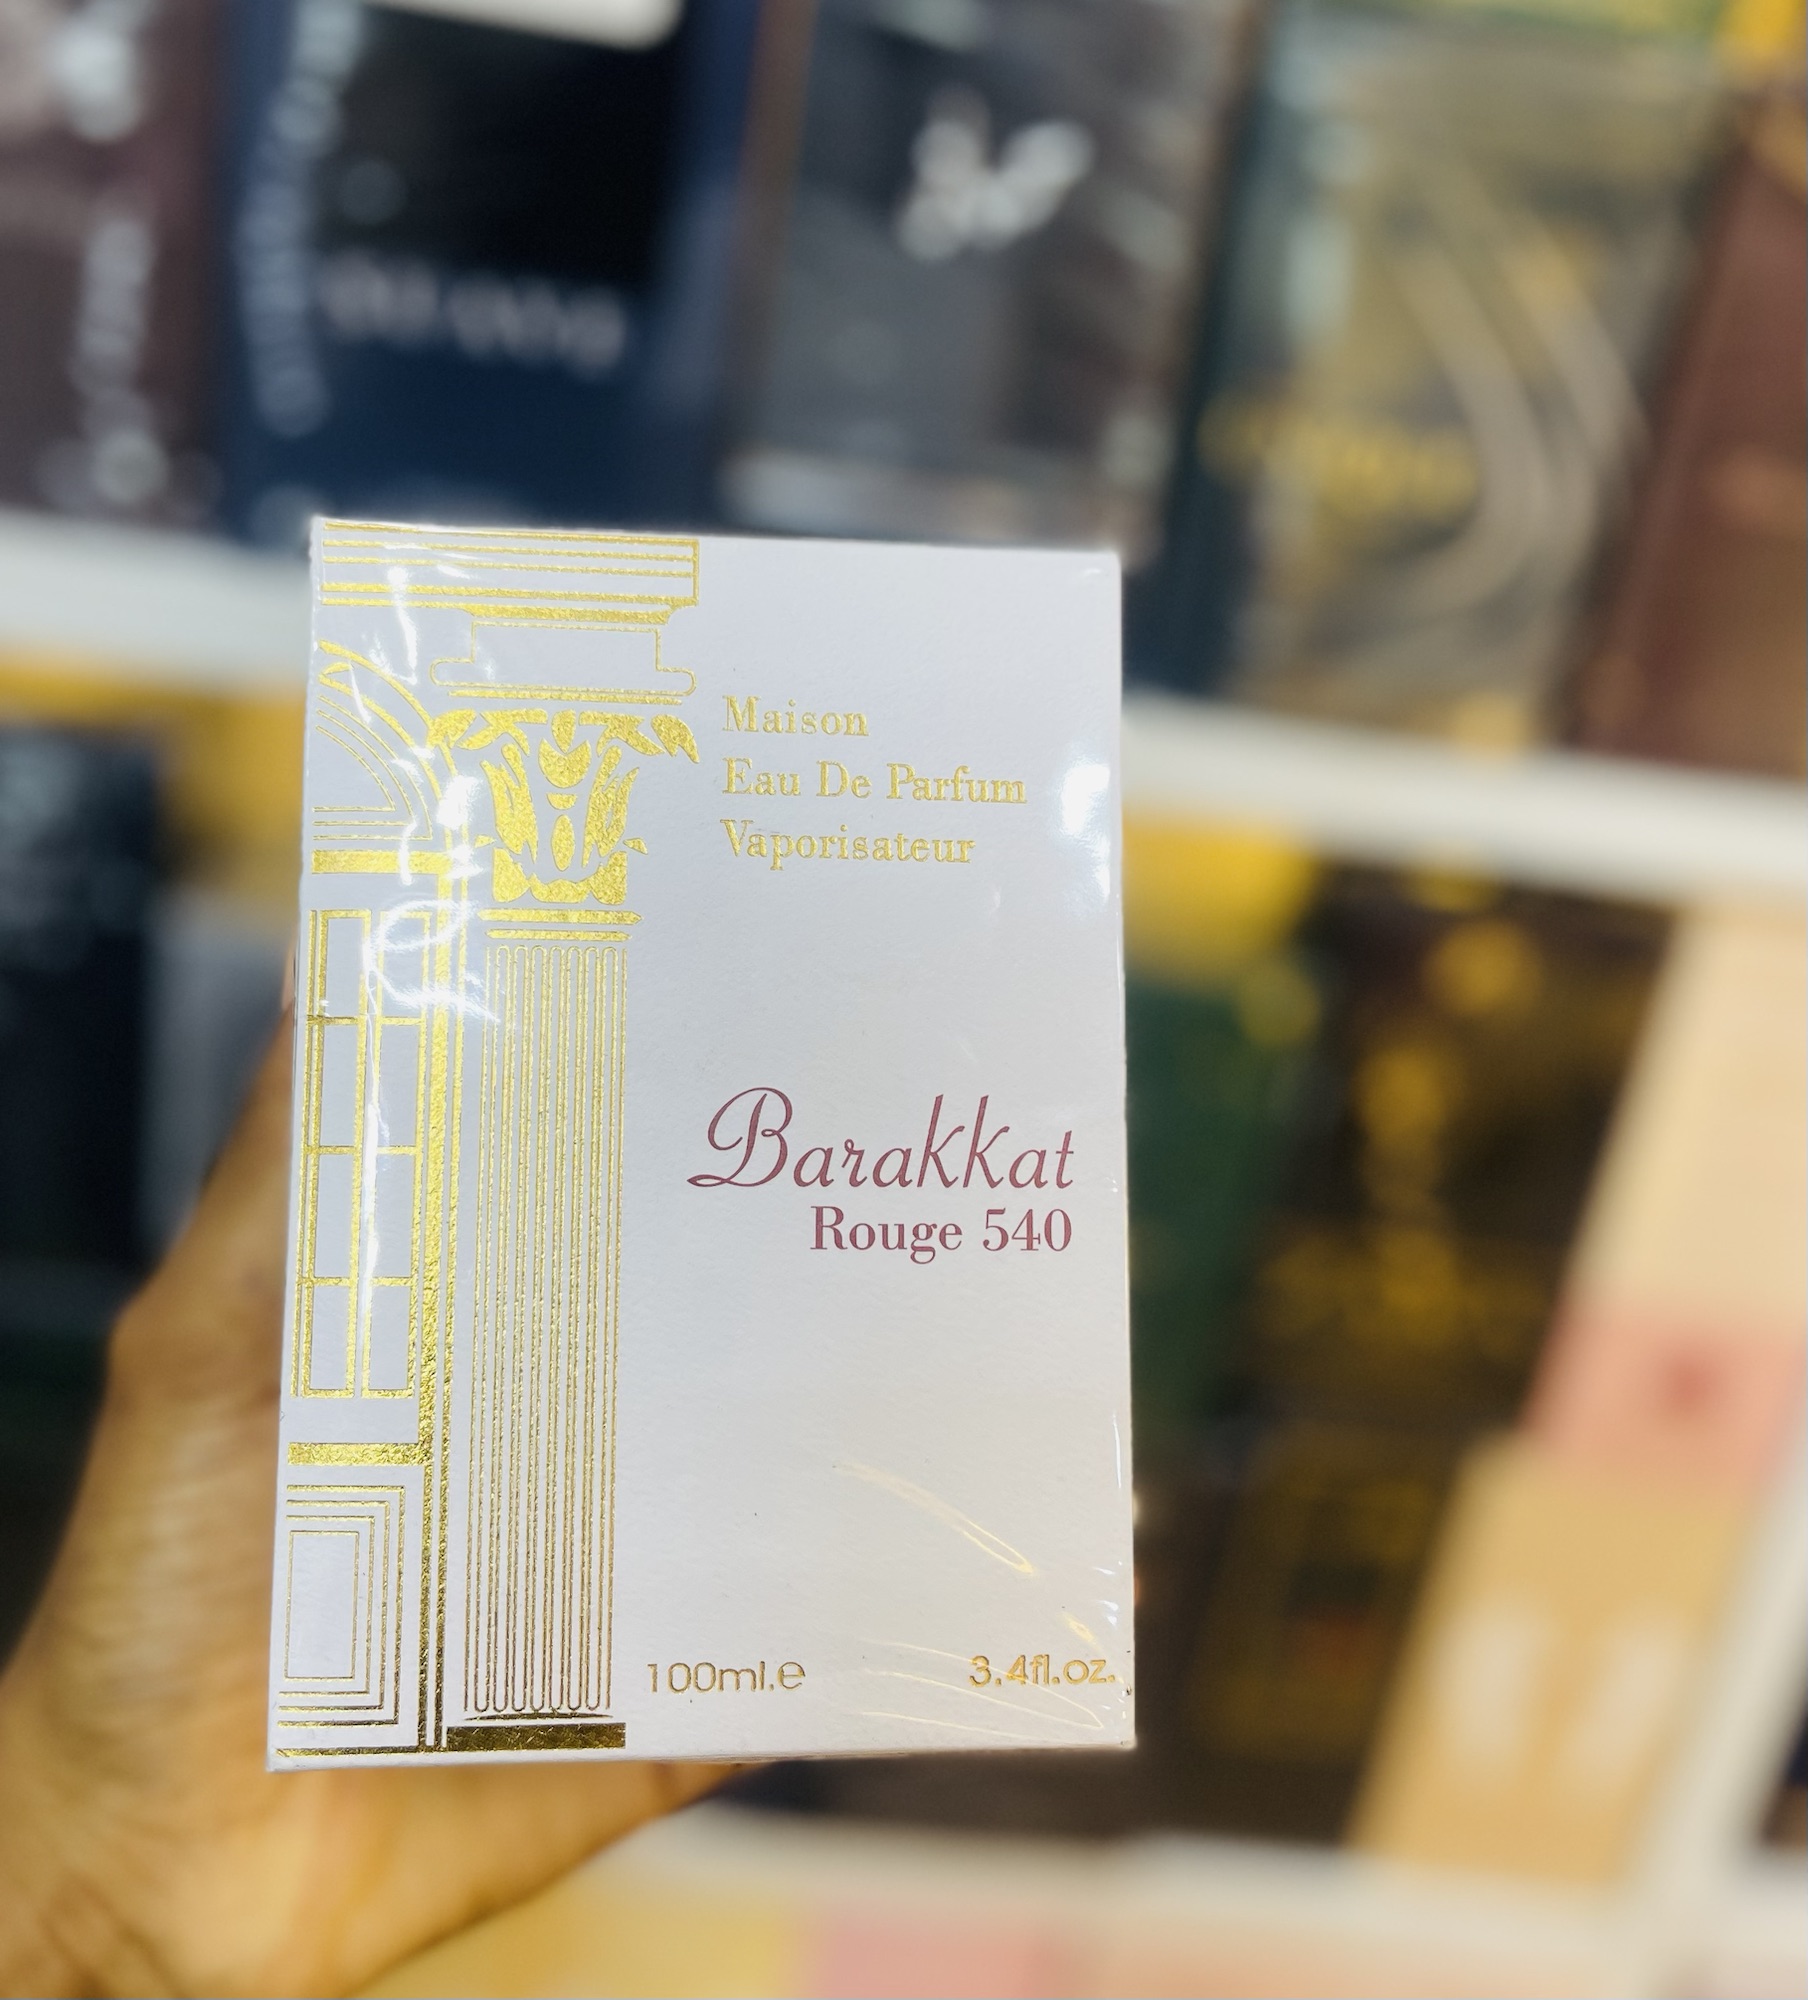 Maison
Eau De Parfum
Vaporisateur
Barakkat
Rouge 540
100ml.e
3.4fl.oz.